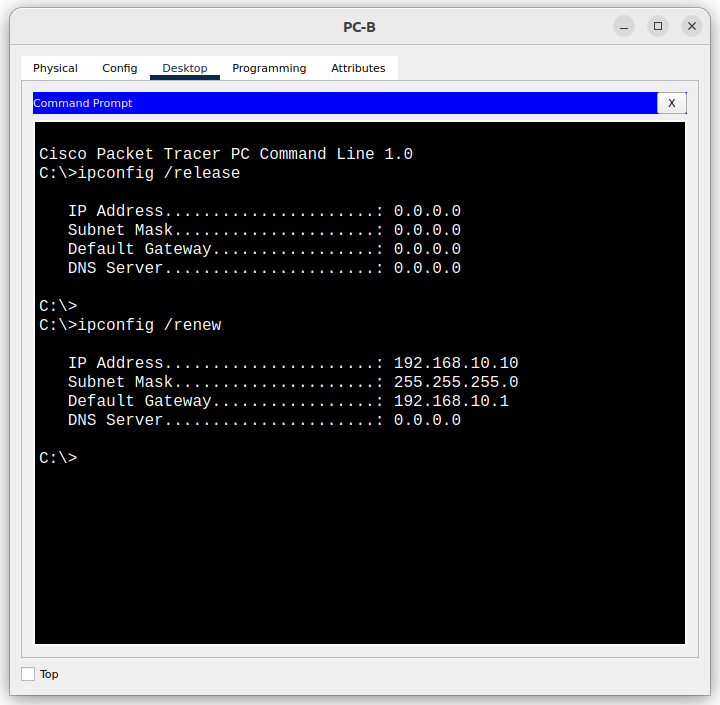 PC-B
Physical Config Desktop Programming Attributes
Command Prompt X
Cisco Packet Tracer PC Command Line 1.0
C:\>ipconfig /release
IP Address......................: 0.0.0.0
Subnet Mask.....................: 0.0.0.0
Default Gateway.................: 0.0.0.0
DNS Server......................: 0.0.0.0
C:\>
C:\>ipconfig /renew
IP Address......................: 192.168.10.10
Subnet Mask.....................: 255.255.255.0
Default Gateway.................: 192.168.10.1
DNS Server......................: 0.0.0.0
C:\>
Top